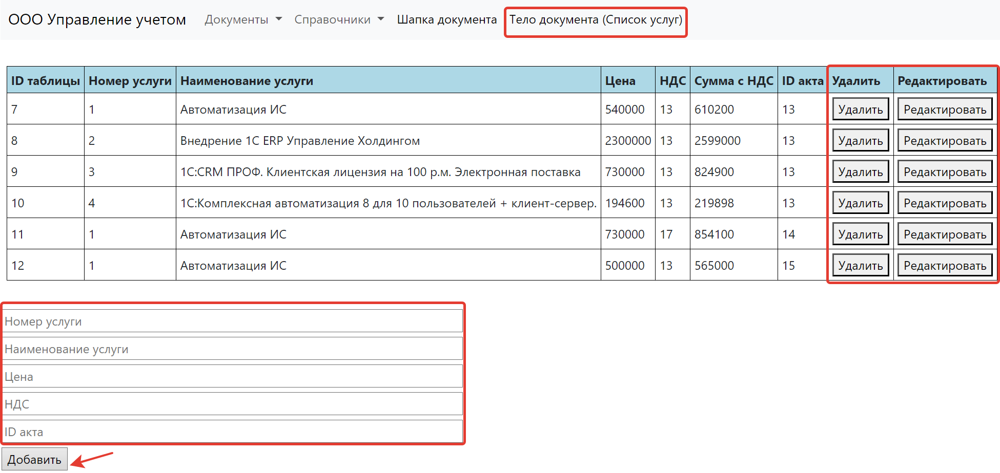 ООО Управление учетом Документы Справочники Шапка документа Тело документа (Список услуг)
ID таблицы Номер услуги Наименование услуги Цена НДС Сумма с НДС ID акта Удалить Редактировать
7 1 Автоматизация ИС 540000 13 610200 13 Удалить Редактировать
8 2 Внедрение 1С ERP Управление Холдингом 2300000 13 2599000 13 Удалить Редактировать
9 3 1С:CRM ПРОФ. Клиентская лицензия на 100 р.м. Электронная поставка 730000 13 824900 13 Удалить Редактировать
10 4 1С:Комплексная автоматизация 8 для 10 пользователей + клиент-сервер. 194600 13 219898 13 Удалить Редактировать
11 1 Автоматизация ИС 730000 17 854100 14 Удалить Редактировать
12 1 Автоматизация ИС 500000 13 565000 15 Удалить Редактировать
Номер услуги
Наименование услуги
Цена
НДС
ID акта
Добавить